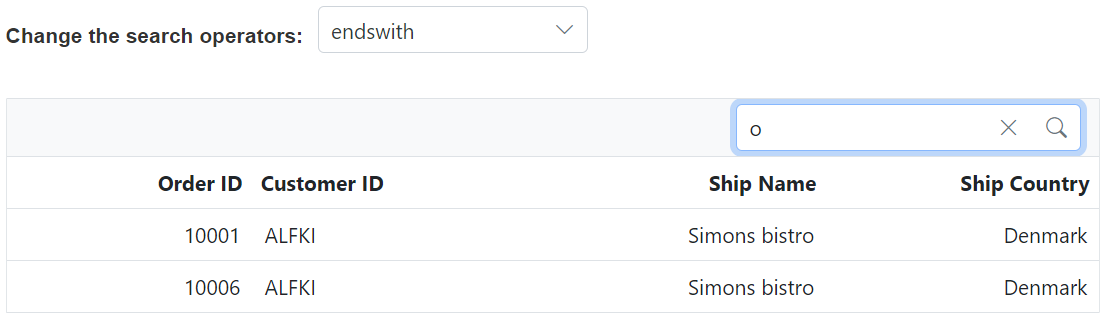 Change the search operators: endswith
o
Order ID Customer ID Ship Name Ship Country
10001 ALFKI Simons bistro Denmark
10006 ALFKI Simons bistro Denmark